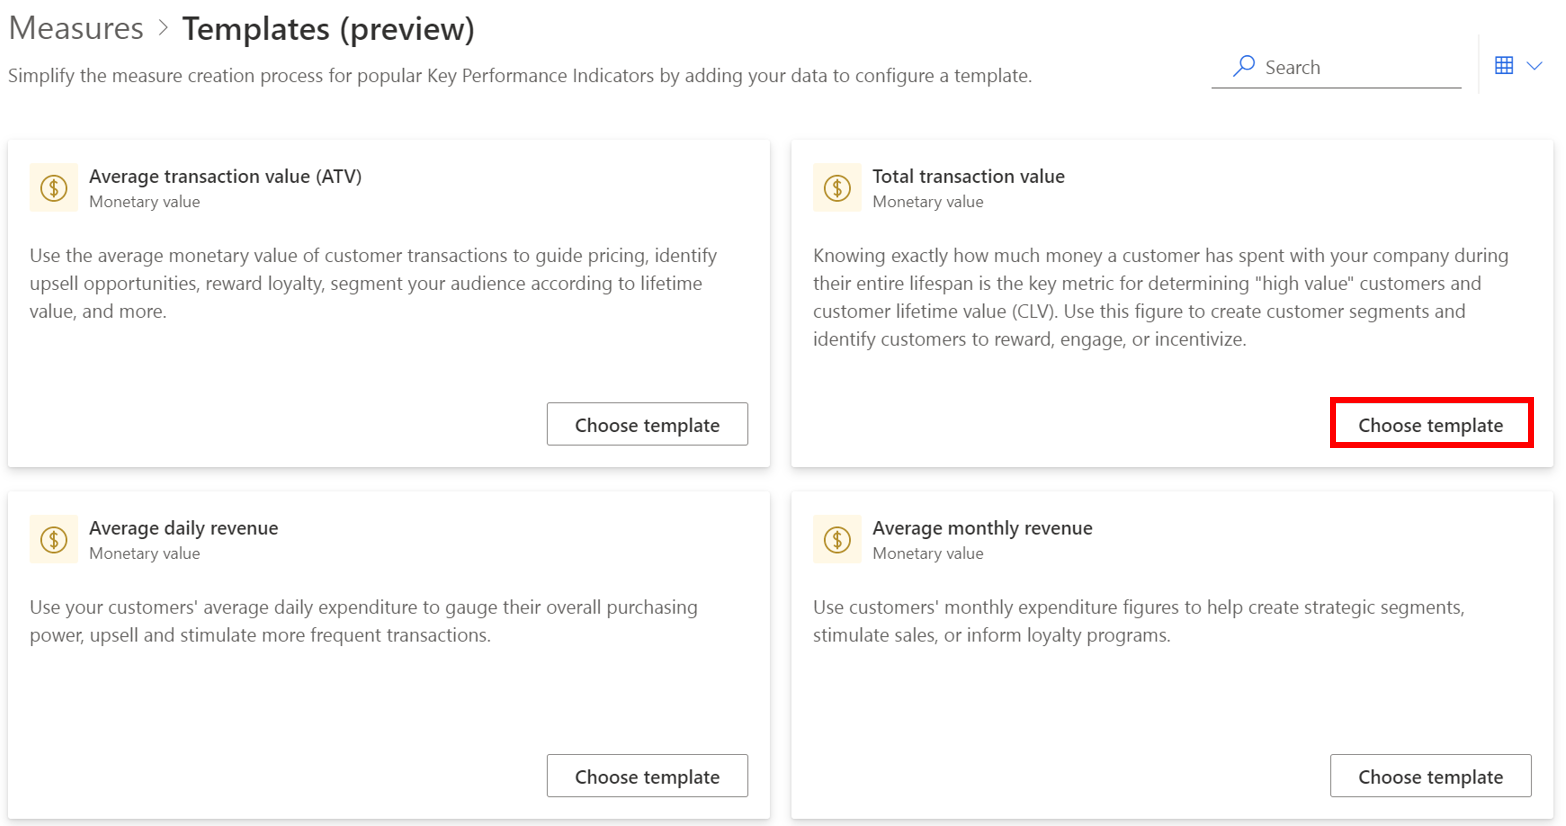 Measures > Templates (preview)
Simplify the measure creation process for popular Key Performance Indicators by adding your data to configure a template.
Search
Average transaction value (ATV)
Monetary value
Use the average monetary value of customer transactions to guide pricing, identify
upsell opportunities, reward loyalty, segment your audience according to lifetime
value, and more.
Choose template
Total transaction value
Monetary value
Knowing exactly how much money a customer has spent with your company during
their entire lifespan is the key metric for determining "high value" customers and
customer lifetime value (CLV). Use this figure to create customer segments and
identify customers to reward, engage, or incentivize.
Choose template
Average daily revenue
Monetary value
Use your customers' average daily expenditure to gauge their overall purchasing
power, upsell and stimulate more frequent transactions.
Choose template
Average monthly revenue
Monetary value
Use customers' monthly expenditure figures to help create strategic segments,
stimulate sales, or inform loyalty programs.
Choose template